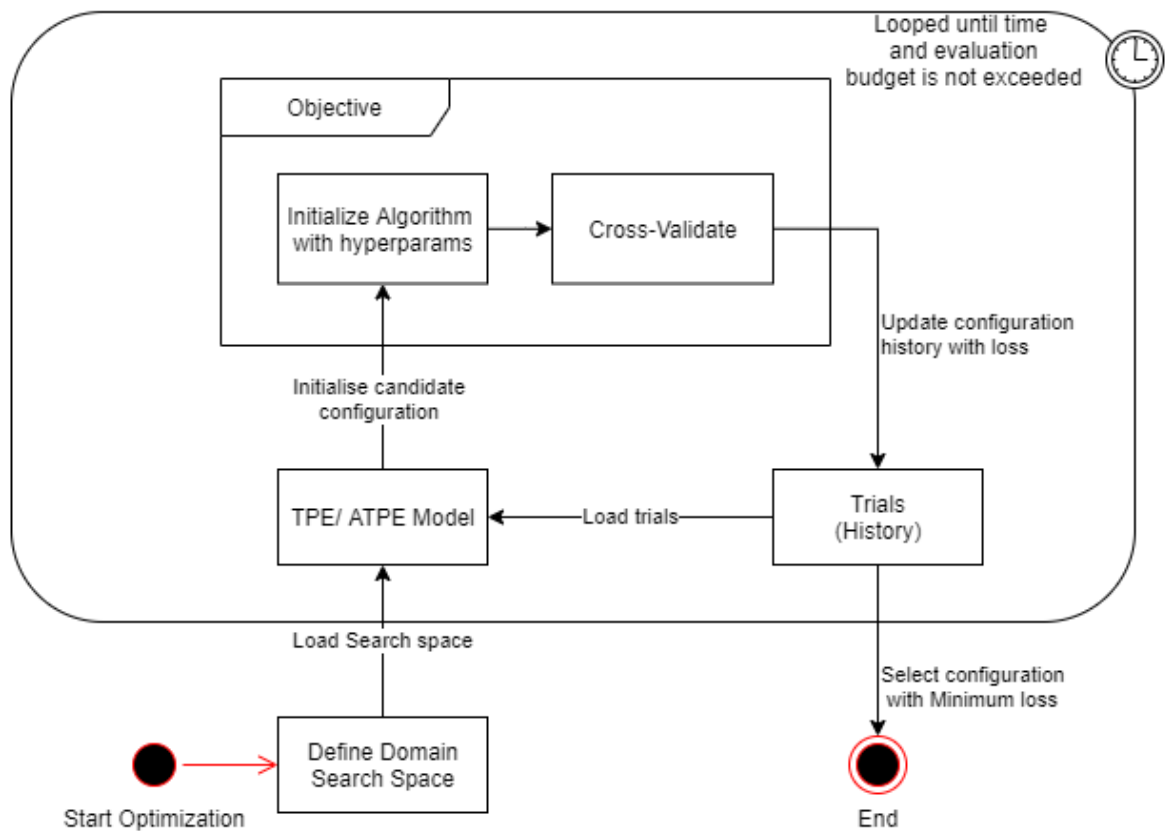 Looped until time
and evaluation
budget is not exceeded
Objective
Initialize Algorithm
with hyperparams
Cross-Validate
Update configuration
history with loss
Initialise candidate
configuration
TPE/ ATPE Model
Load trials
Trials
(History)
Load Search space
Select configuration
with Minimum loss
Define Domain
Search Space
Start Optimization
End